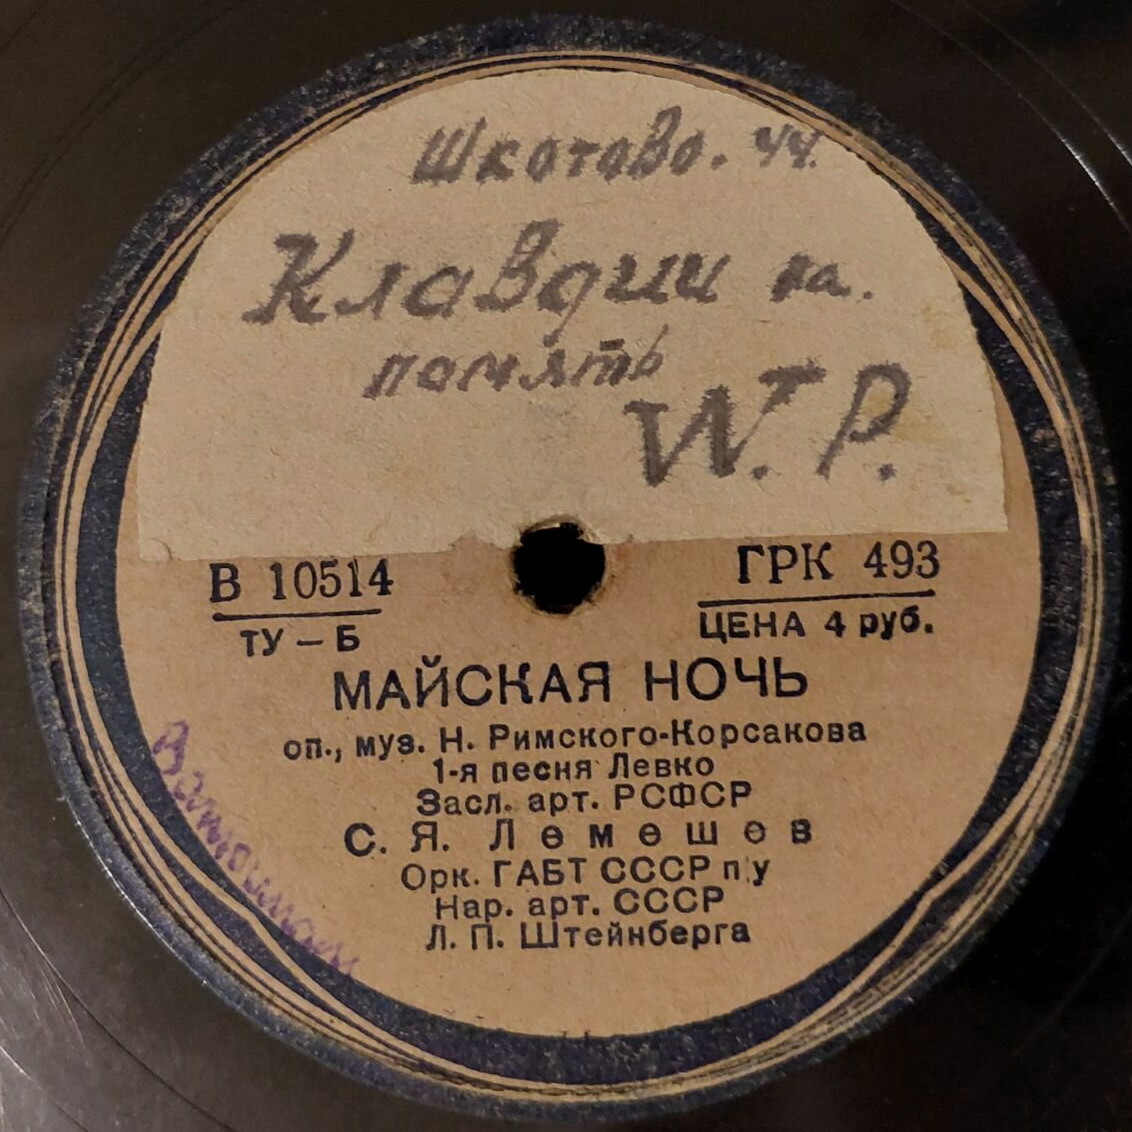 Шкотово. 44.
Клавдии на.
память
W. P.
В 10514
ГРК 493
ТУ – Б
ЦЕНА 4 руб.
МАЙСКАЯ НОЧЬ
оп., муз. Н. Римского-Корсакова
1-я песня Левко
Засл. арт. РСФСР
С. Я. Лемешев
Орк. ГАБТ СССР п/у
Нар. арт. СССР
Л. П. Штейнберга